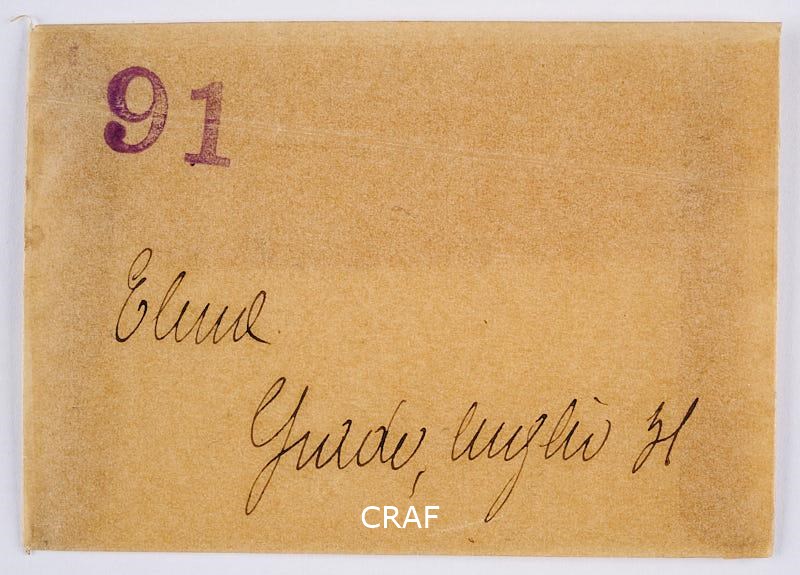 91
Elena
Grado, luglio 31
CRAF